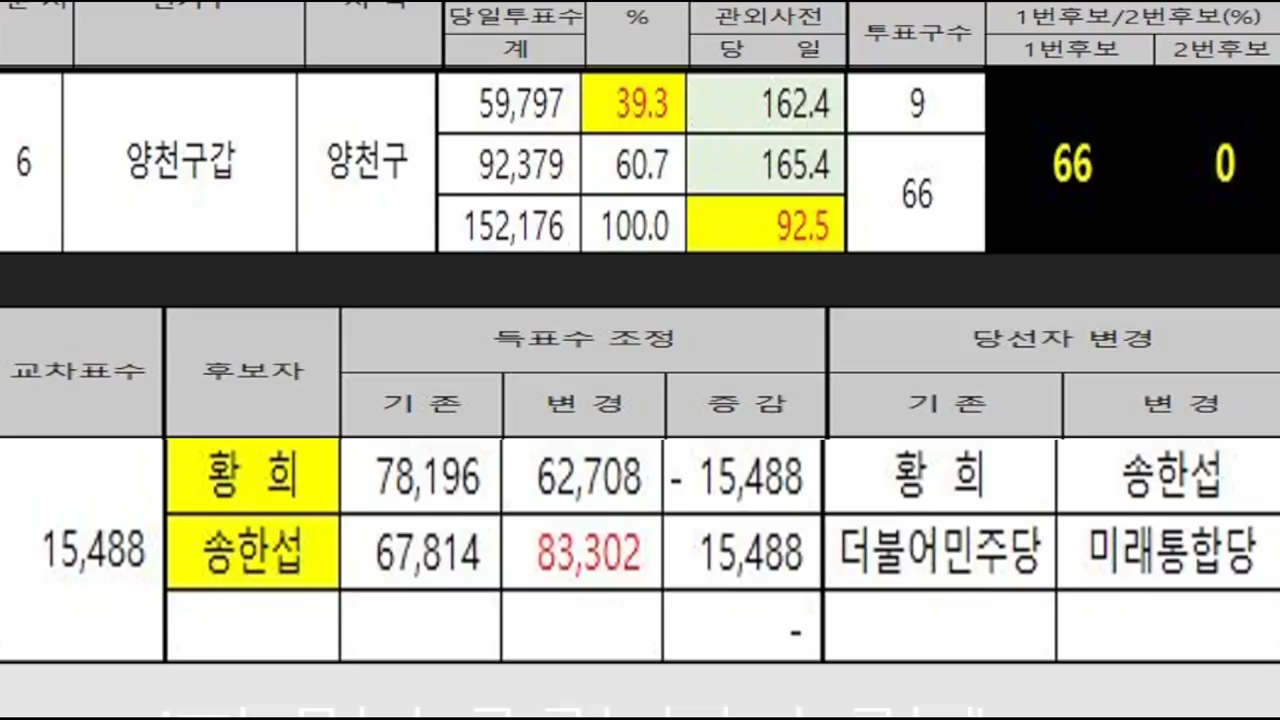 당일투표수 % 관외사전 투표구수 1번후보/2번후보(%)
계 당 일 1번후보 2번후보
59,797 39.3 162.4 9
6 양천구갑 양천구 92,379 60.7 165.4 66 66 0
152,176 100.0 92.5
교차표수 후보자 득표수 조정 당선자 변경
기 존 변 경 증 감 기 존 변 경
황 희 78,196 62,708 - 15,488 황 희 송한섭
15,488 송한섭 67,814 83,302 15,488 더불어민주당 미래통합당
-